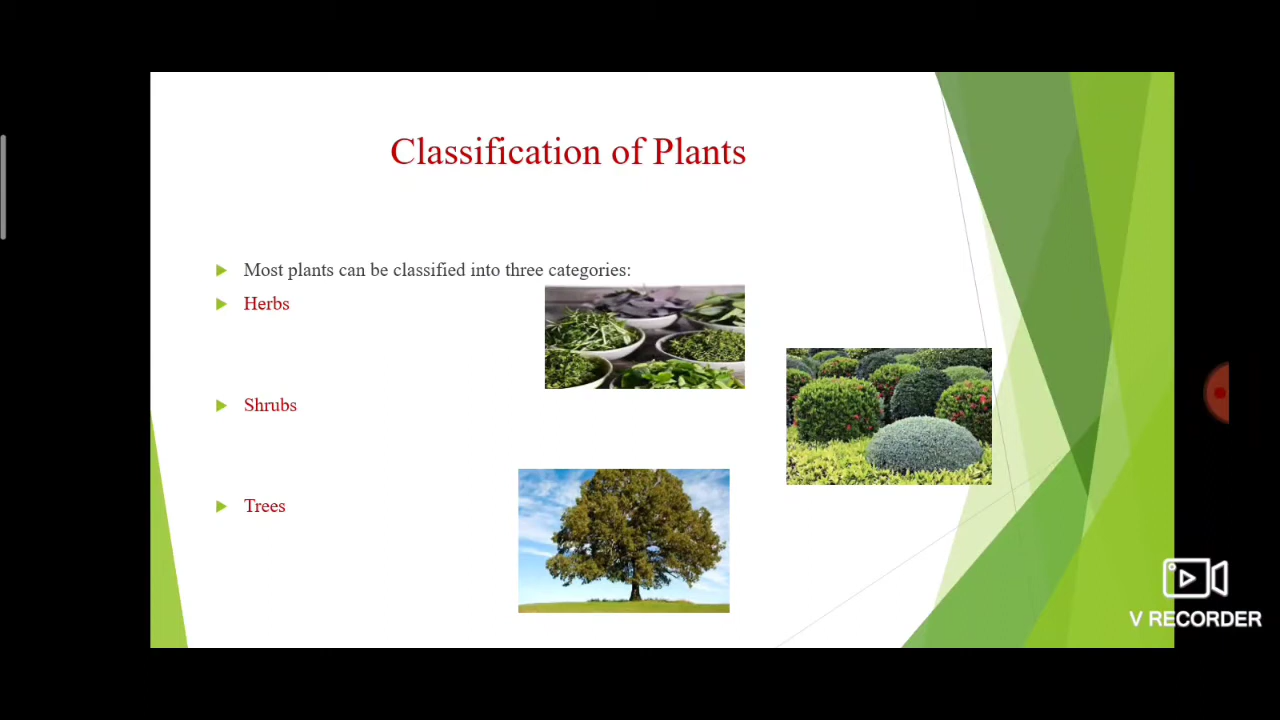 Classification of Plants
Most plants can be classified into three categories:
Herbs
Shrubs
Trees
V RECORDER